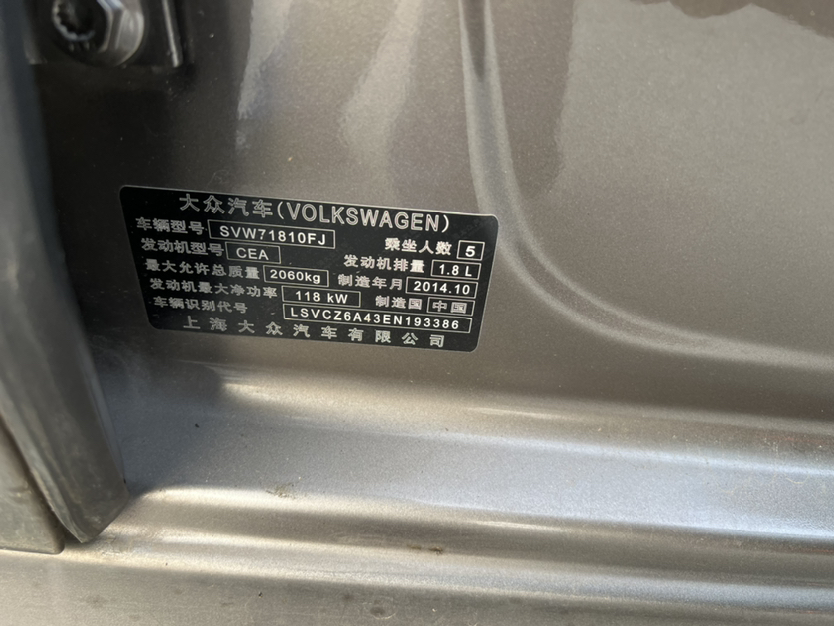 大众汽车(VOLKSWAGEN)
车辆型号 SVW71810FJ 乘坐人数 5
发动机型号 CEA 发动机排量 1.8 L
最大允许总质量 2060kg 制造年月 2014.10
发动机最大净功率 118 kW 制造国 中国
车辆识别代号 LSVCZ6A43EN193386
上海大众汽车有限公司